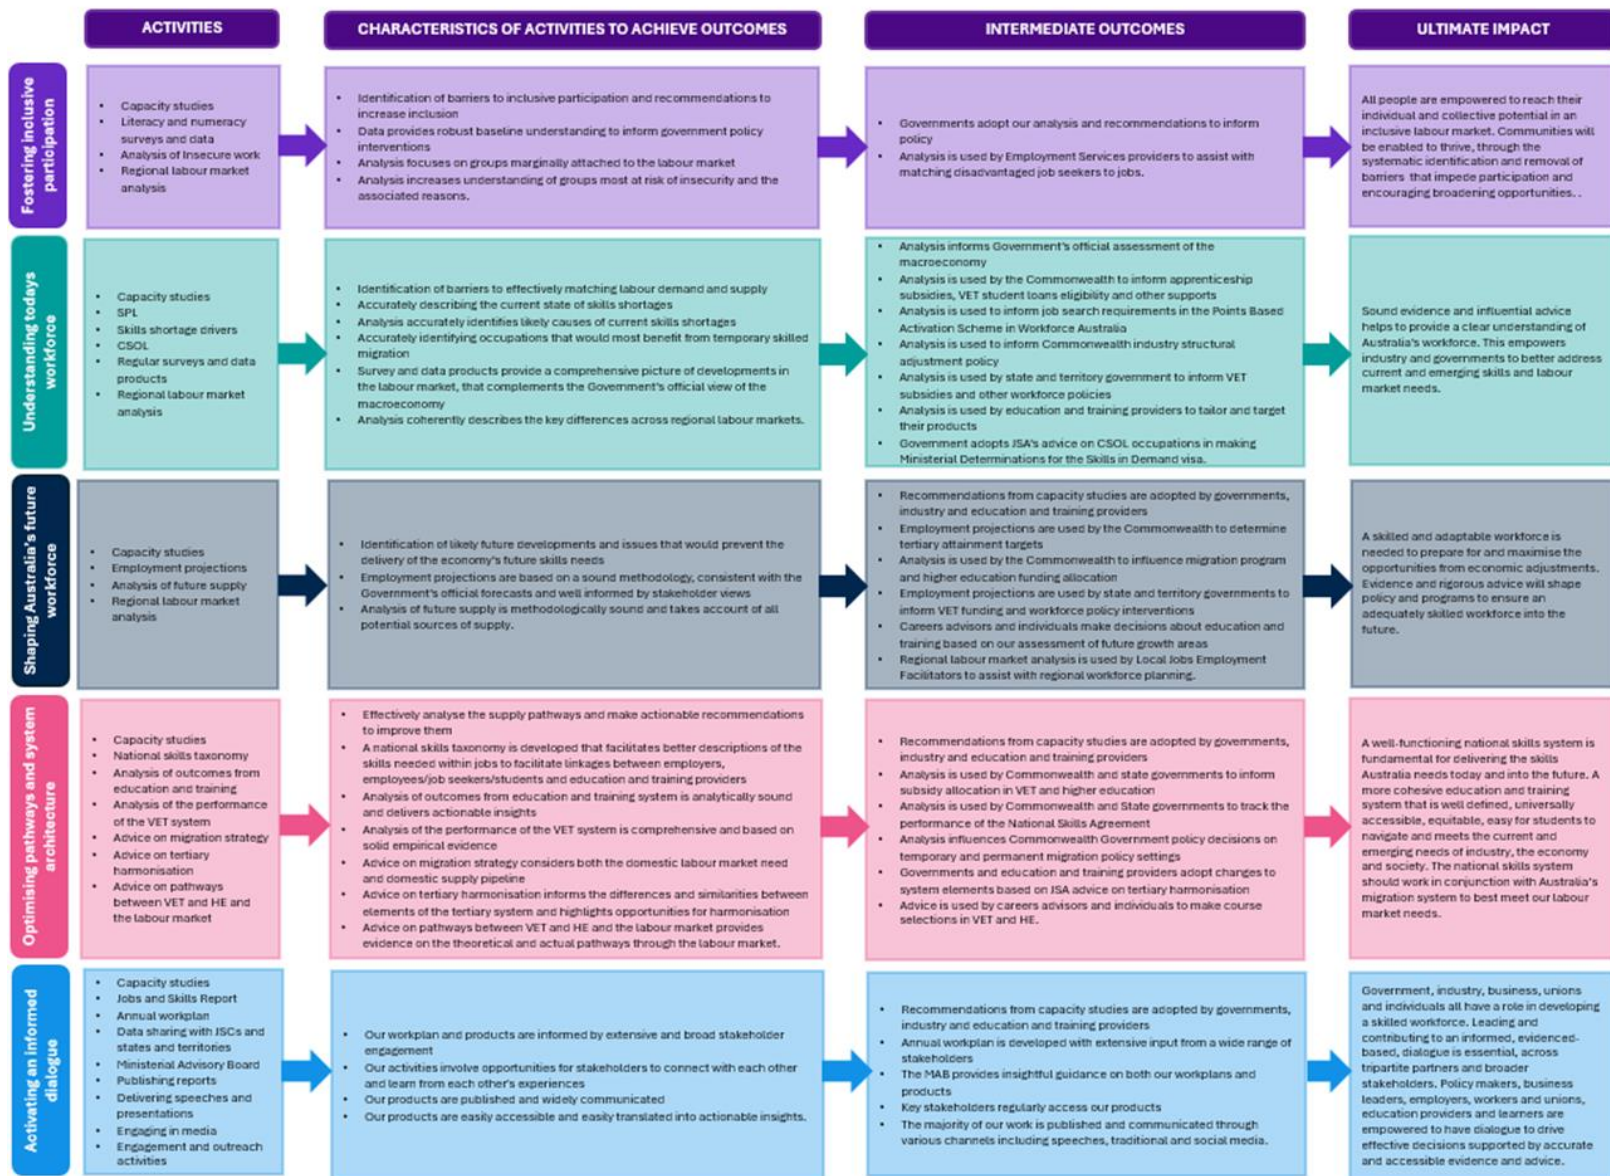 ACTIVITIES
CHARACTERISTICS OF ACTIVITIES TO ACHIEVE OUTCOMES
INTERMEDIATE OUTCOMES
ULTIMATE IMPACT
Fostering inclusive
participation
• Capacity studies
• Literacy and numeracy
surveys and data
• Analysis of Insecure work
• Regional labour market
analysis
• Identification of barriers to inclusive participation and recommendations to
increase inclusion
• Data provides robust baseline understanding to inform government policy
interventions
• Analysis focuses on groups marginally attached to the labour market
• Analysis increases understanding of groups most at risk of insecurity and the
associated reasons.
• Governments adopt our analysis and recommendations to inform
policy
• Analysis is used by Employment Services providers to assist with
matching disadvantaged job seekers to jobs.
All people are empowered to reach their
individual and collective potential in an
inclusive labour market. Communities will
be enabled to thrive, through the
systematic identification and removal of
barriers that impede participation and
encouraging broadening opportunities. .
Understanding todays
workforce
• Capacity studies
• SPL
• Skills shortage drivers
• CSOL
• Regular surveys and data
products
• Regional labour market
analysis
• Identification of barriers to effectively matching labour demand and supply
• Accurately describing the current state of skills shortages
• Analysis accurately identifies likely causes of current skills shortages
• Accurately identifying occupations that would most benefit from temporary skilled
migration
• Survey and data products provide a comprehensive picture of developments in
the labour market, that complements the Government's official view of the
macroeconomy
• Analysis coherently describes the key differences across regional labour markets.
• Analysis informs Government's official assessment of the
macroeconomy
• Analysis is used by the Commonwealth to inform apprenticeship
subsidies, VET student loans eligibility and other supports
• Analysis is used to inform job search requirements in the Points Based
Activation Scheme in Workforce Australia
• Analysis is used to inform Commonwealth industry structural
adjustment policy
• Analysis is used by state and territory government to inform VET
subsidies and other workforce policies
• Analysis is used by education and training providers to tailor and target
their products
• Government adopts JSA's advice on CSOL occupations in making
Ministerial Determinations for the Skills in Demand visa.
Sound evidence and influential advice
helps to provide a clear understanding of
Australia's workforce. This empowers
industry and governments to better address
current and emerging skills and labour
market needs.
Shaping Australia's future
workforce
• Capacity studies
• Employment projections
• Analysis of future supply
• Regional labour market
analysis
• Identification of likely future developments and issues that would prevent the
delivery of the economy's future skills needs
• Employment projections are based on a sound methodology, consistent with the
Government's official forecasts and well informed by stakeholder views
• Analysis of future supply is methodologically sound and takes account of all
potential sources of supply.
• Recommendations from capacity studies are adopted by governments,
industry and education and training providers
• Employment projections are used by the Commonwealth to determine
tertiary attainment targets
• Analysis is used by the Commonwealth to influence migration program
and higher education funding allocation
• Employment projections are used by state and territory governments to
inform VET funding and workforce policy interventions
• Careers advisors and individuals make decisions about education and
training based on our assessment of future growth areas
• Regional labour market analysis is used by Local Jobs Employment
Facilitators to assist with regional workforce planning.
A skilled and adaptable workforce is
needed to prepare for and maximise the
opportunities from economic adjustments.
Evidence and rigorous advice will shape
policy and programs to ensure an
adequately skilled workforce into the
future.
Optimising pathways and system
architecture
• Capacity studies
• National skills taxonomy
• Analysis of outcomes from
education and training
• Analysis of the performance
of the VET system
• Advice on migration strategy
• Advice on tertiary
harmonisation
• Advice on pathways
between VET and HE and
the labour market
• Effectively analyse the supply pathways and make actionable recommendations
to improve them
• A national skills taxonomy is developed that facilitates better descriptions of the
skills needed within jobs to facilitate linkages between employers,
employees/job seekers/students and education and training providers
• Analysis of outcomes from education and training system is analytically sound
and delivers actionable insights
• Analysis of the performance of the VET system is comprehensive and based on
solid empirical evidence
• Advice on migration strategy considers both the domestic labour market need
and domestic supply pipeline
• Advice on tertiary harmonisation informs the differences and similarities between
elements of the tertiary system and highlights opportunities for harmonisation
• Advice on pathways between VET and HE and the labour market provides
evidence on the theoretical and actual pathways through the labour market.
• Recommendations from capacity studies are adopted by governments,
industry and education and training providers
• Analysis is used by Commonwealth and state governments to inform
subsidy allocation in VET and higher education
• Analysis is used by Commonwealth and State governments to track the
performance of the National Skills Agreement
• Analysis influences Commonwealth Government policy decisions on
temporary and permanent migration policy settings
• Governments and education and training providers adopt changes to
system elements based on JSA advice on tertiary harmonisation
• Advice is used by careers advisors and individuals to make course
selections in VET and HE.
A well-functioning national skills system is
fundamental for delivering the skills
Australia needs today and into the future. A
more cohesive education and training
system that is well defined, universally
accessible, equitable, easy for students to
navigate and meets the current and
emerging needs of industry, the economy
and society. The national skills system
should work in conjunction with Australia's
migration system to best meet our labour
market needs.
Activating an informed
dialogue
• Capacity studies
• Jobs and Skills Report
• Annual workplan
• Data sharing with JSCs and
states and territories
• Ministerial Advisory Board
• Publishing reports
• Delivering speeches and
presentations
• Engaging in media
• Engagement and outreach
activities
• Our workplan and products are informed by extensive and broad stakeholder
engagement
• Our activities involve opportunities for stakeholders to connect with each other
and learn from each other's experiences
• Our products are published and widely communicated
• Our products are easily accessible and easily translated into actionable insights.
• Recommendations from capacity studies are adopted by governments,
industry and education and training providers
• Annual workplan is developed with extensive input from a wide range of
stakeholders
• The MAB provides insightful guidance on both our workplans and
products
• Key stakeholders regularly access our products
• The majority of our work is published and communicated through
various channels including speeches, traditional and social media.
Government, industry, business, unions
and individuals all have a role in developing
a skilled workforce. Leading and
contributing to an informed, evidenced-
based, dialogue is essential, across
tripartite partners and broader
stakeholders. Policy makers, business
leaders, employers, workers and unions,
education providers and learners are
empowered to have dialogue to drive
effective decisions supported by accurate
and accessible evidence and advice.